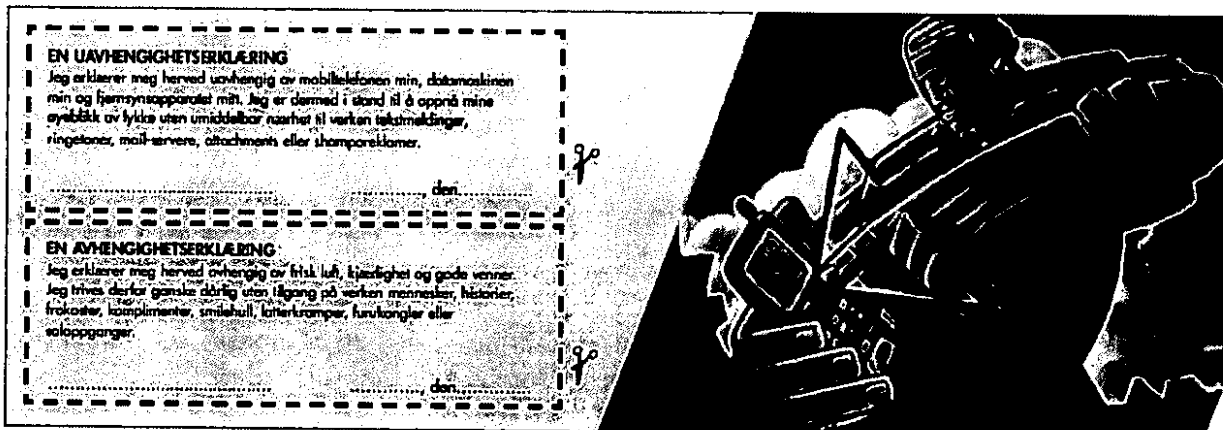 EN UAVHENGIGHETSERKLÆRING
Jeg erklærer meg herved uavhengig av mobiltelefonen min, datamaskinen
min og fjernsynsapparatet mitt. Jeg er dermed i stand til å oppnå mine
øyeblikk av lykke uten umiddelbar nærhet til verken tekstmeldinger,
ringetoner, mail-servere, attachments eller shamporeklamer.
............................................ .............., den..............
EN AVHENGIGHETSERKLÆRING
Jeg erklærer meg herved avhengig av frisk luft, kjærlighet og gode venner.
Jeg trives derfor ganske dårlig uten tilgang på verken mennesker, historier,
frokoster, komplimenter, smilehull, latterkramper, furukongler eller
soloppganger.
............................................ .............., den..............